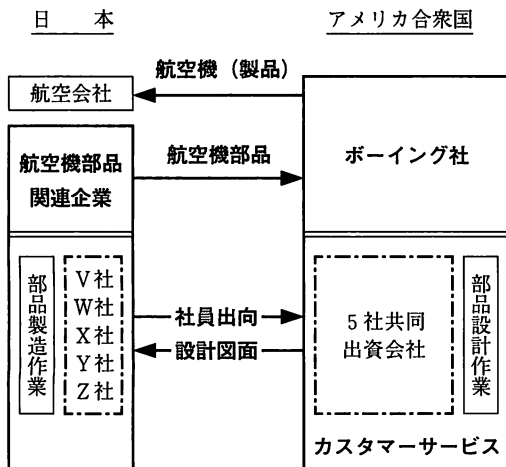 日　本
アメリカ合衆国
航空機（製品）
航空会社
航空機部品
関連企業
航空機部品
ボーイング社
部品製造作業
V社
W社
X社
Y社
Z社
社員出向
設計図面
5社共同
出資会社
部品設計作業
カスタマーサービス